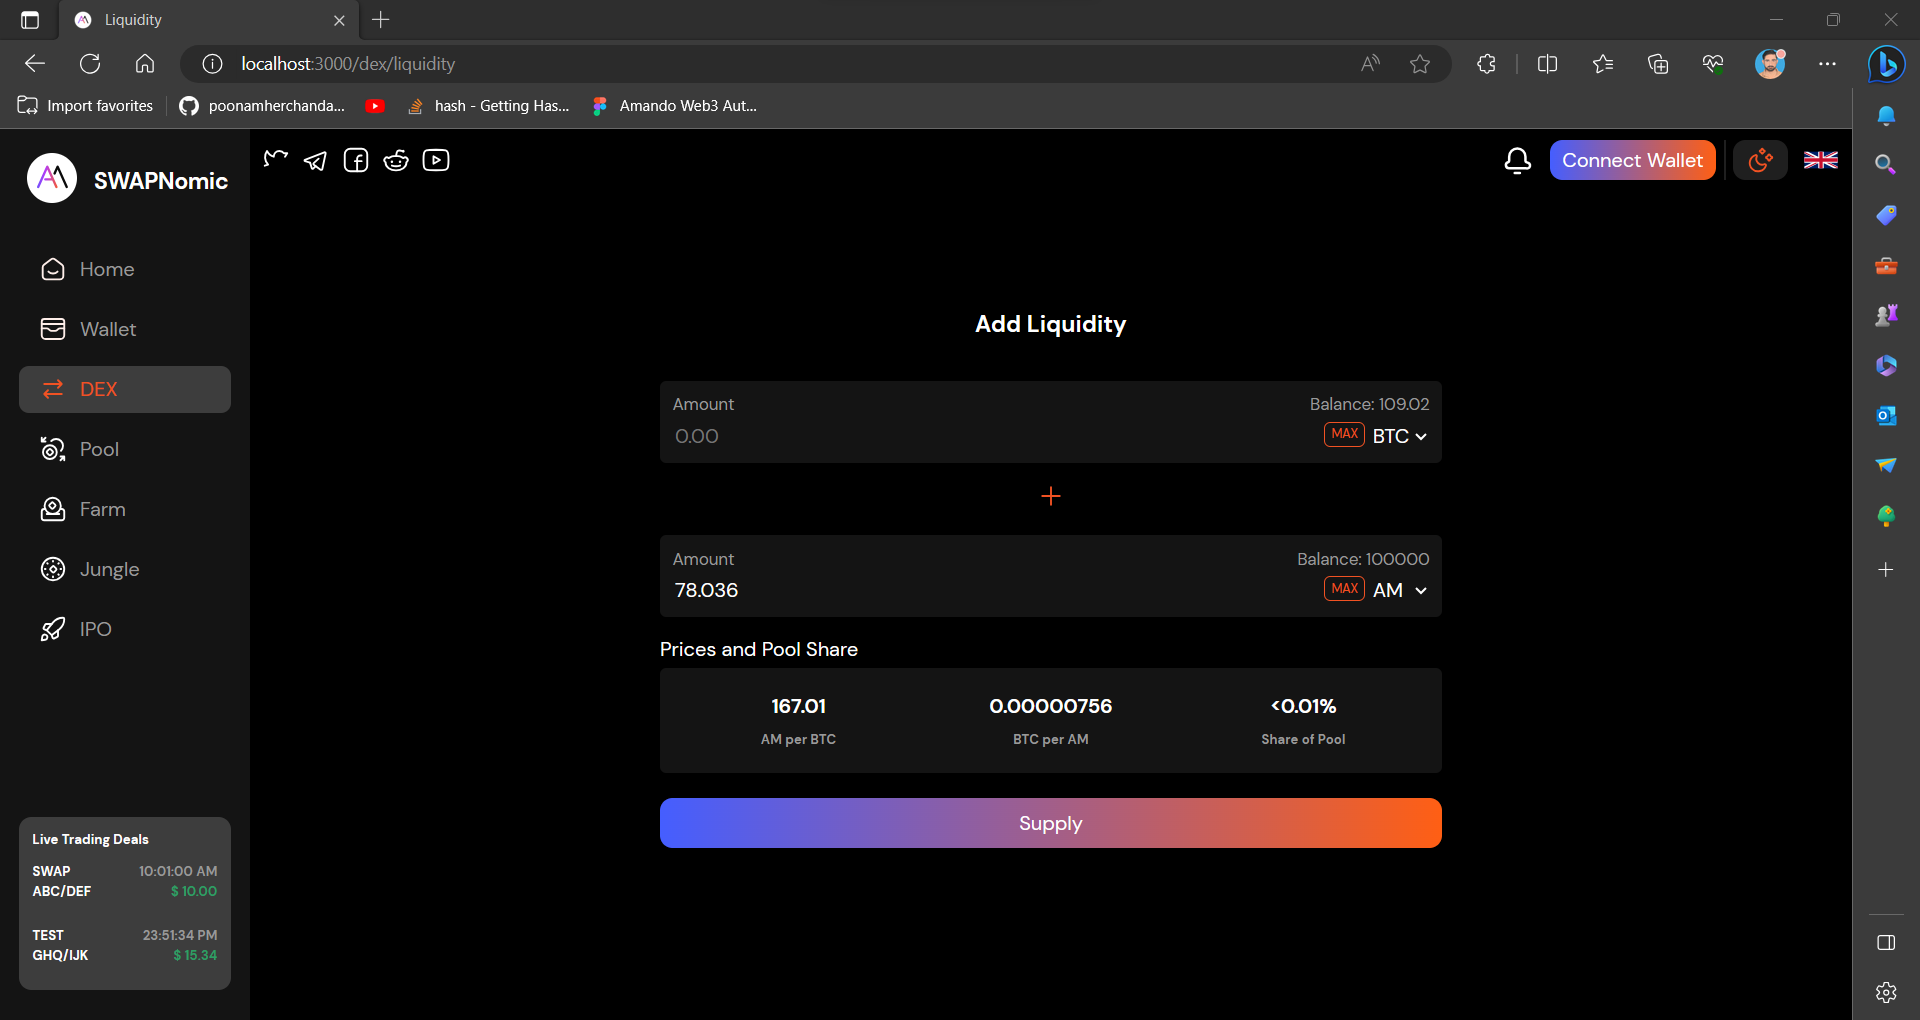 Liquidity
localhost:3000/dex/liquidity
Import favorites
poonamherchanda...
hash - Getting Has...
Amando Web3 Aut...
SWAPNomic
Connect Wallet
Home
Wallet
DEX
Pool
Farm
Jungle
IPO
Live Trading Deals
SWAP 10:01:00 AM
ABC/DEF $ 10.00
TEST 23:51:34 PM
GHQ/IJK $ 15.34
Add Liquidity
Amount Balance: 109.02
0.00 MAX BTC
+
Amount Balance: 100000
78.036 MAX AM
Prices and Pool Share
167.01 0.00000756 <0.01%
AM per BTC BTC per AM Share of Pool
Supply